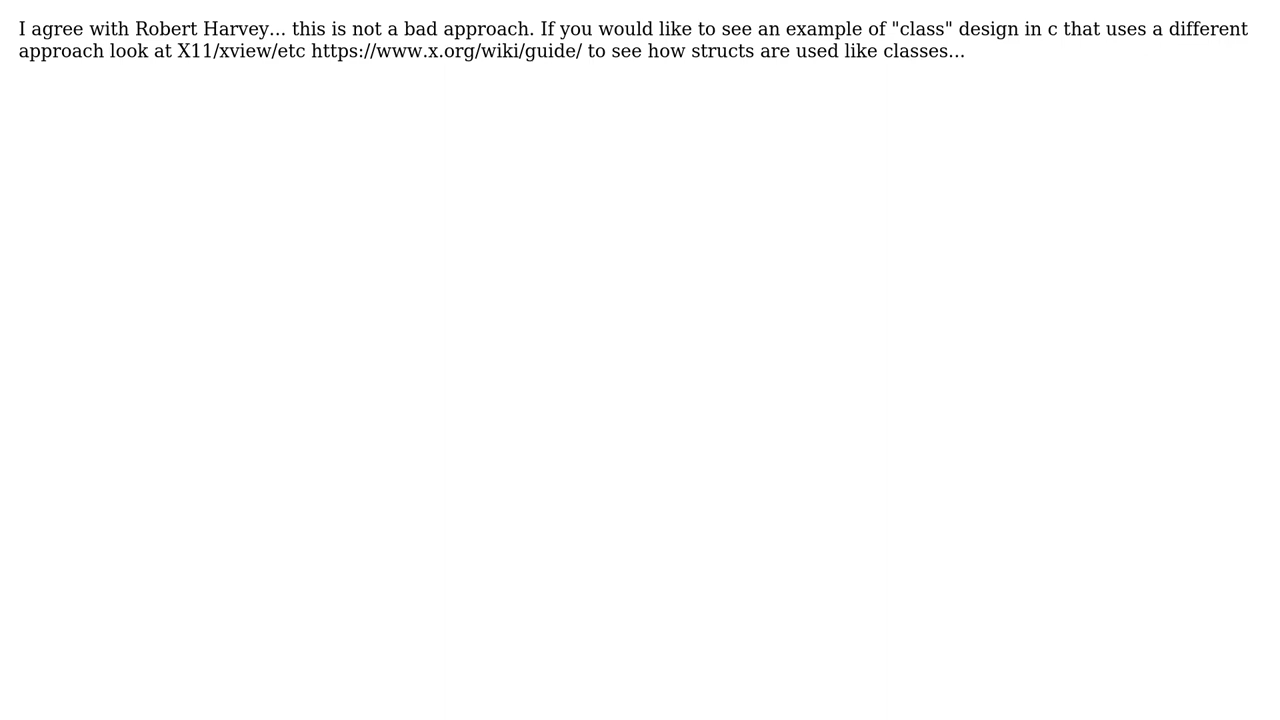 I agree with Robert Harvey... this is not a bad approach. If you would like to see an example of "class" design in c that uses a different
approach look at X11/xview/etc https://www.x.org/wiki/guide/ to see how structs are used like classes...